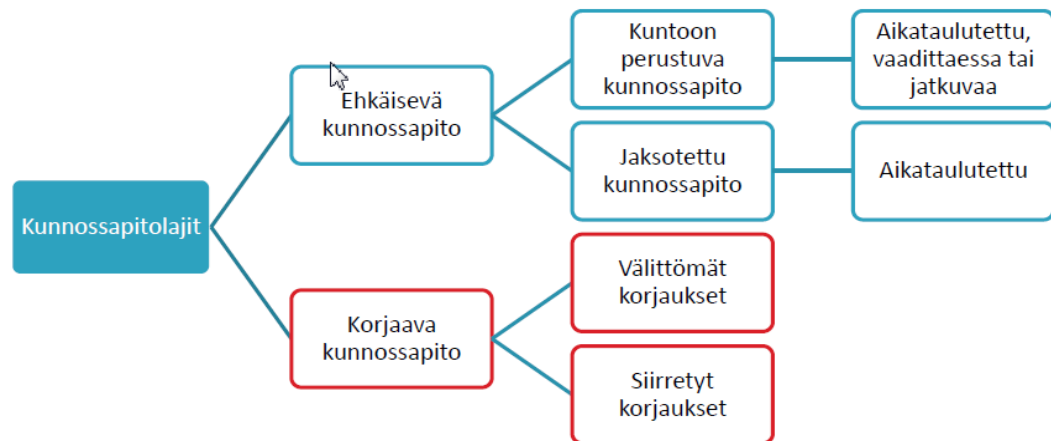 Kunnossapitolajit
Ehkäisevä
kunnossapito
Kuntoon
perustuva
kunnossapito
Aikataulutettu,
vaadittaessa tai
jatkuvaa
Jaksotettu
kunnossapito
Aikataulutettu
Korjaava
kunnossapito
Välittömät
korjaukset
Siirretyt
korjaukset